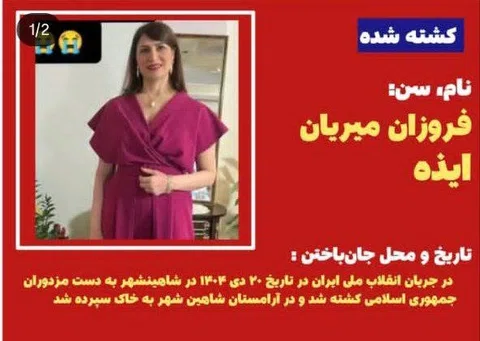 1/2
کشته شده
نام، سن:
فروزان میریان
ایذه
تاریخ و محل جان‌باختن :
در جریان انقلاب ملی ایران در تاریخ ۲۰ دی ۱۴۰۴ در شاهینشهر به دست مزدوران
جمهوری اسلامی کشته شد و در آرامستان شاهین شهر به خاک سپرده شد